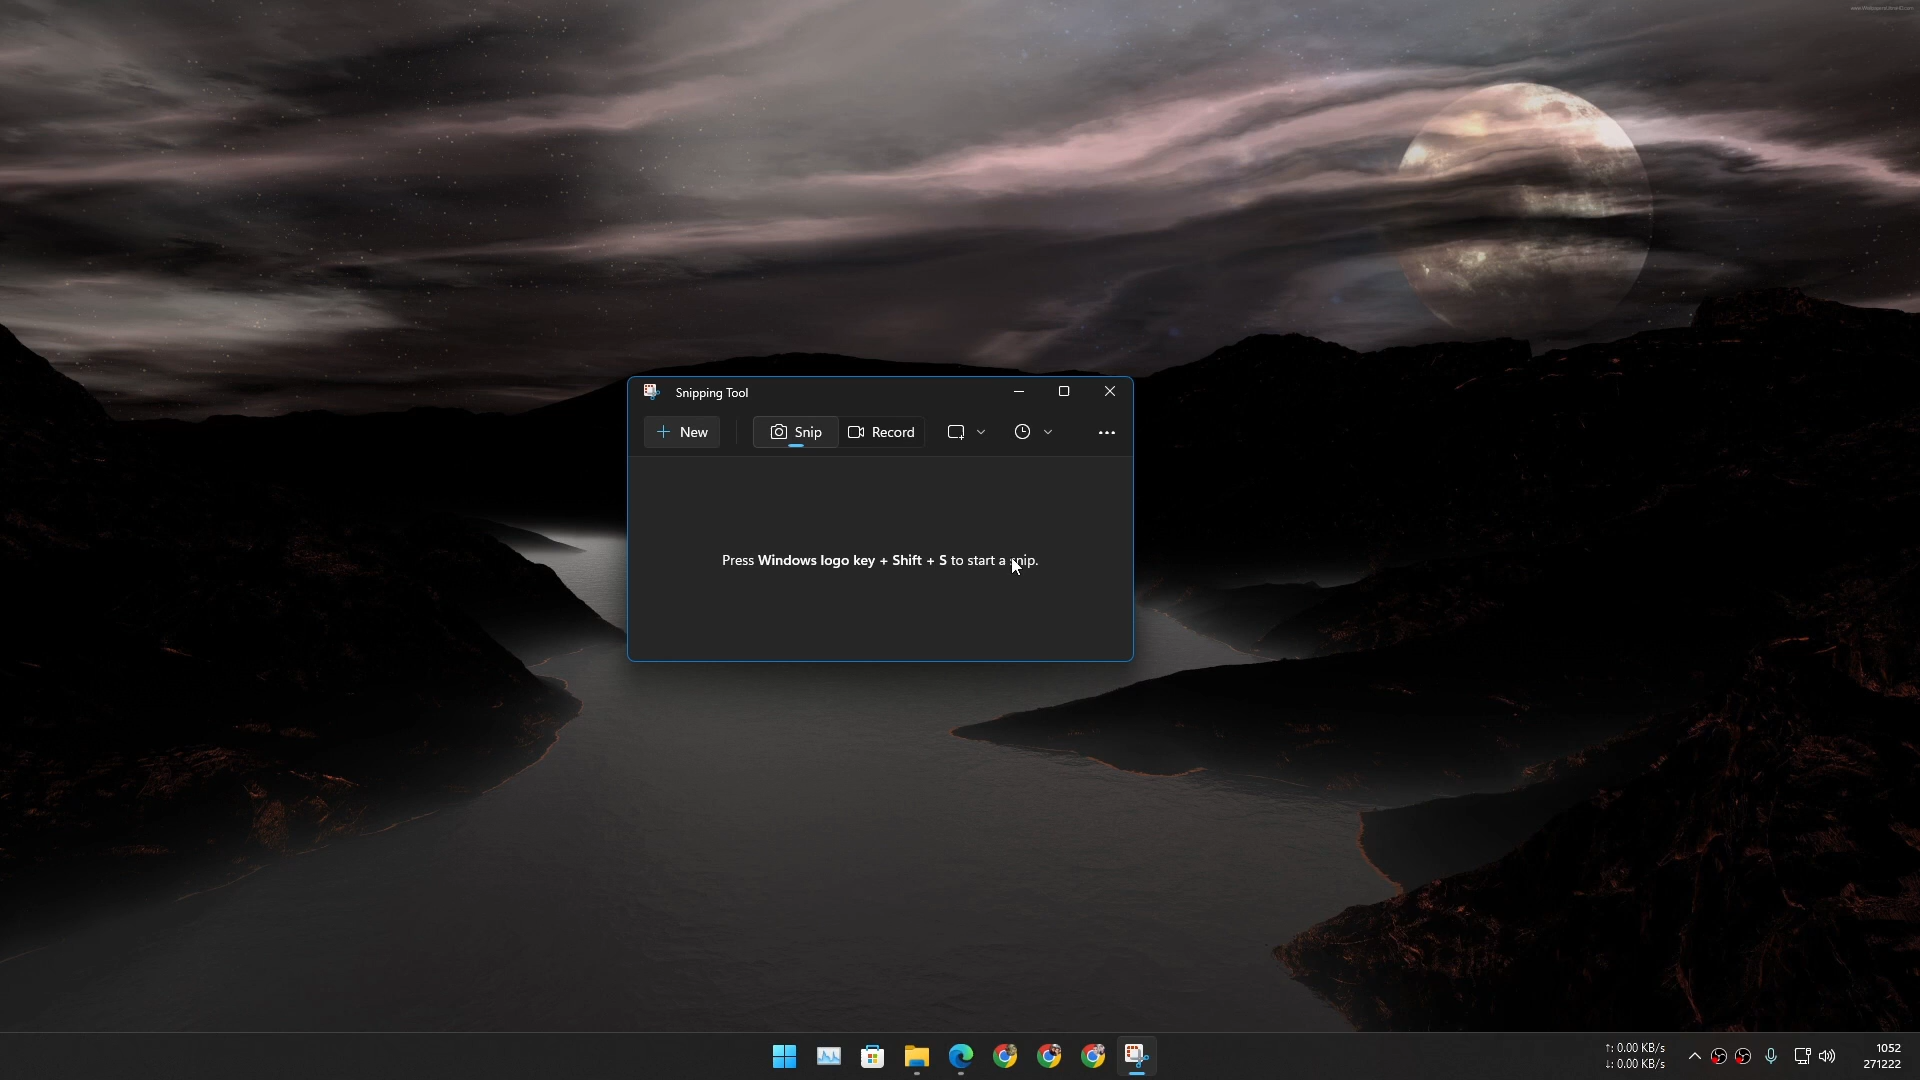 Snipping Tool
New
Snip
Record
Press Windows logo key + Shift + S to start a snip.
↑: 0.00 KB/s
↓: 0.00 KB/s
1052
271222